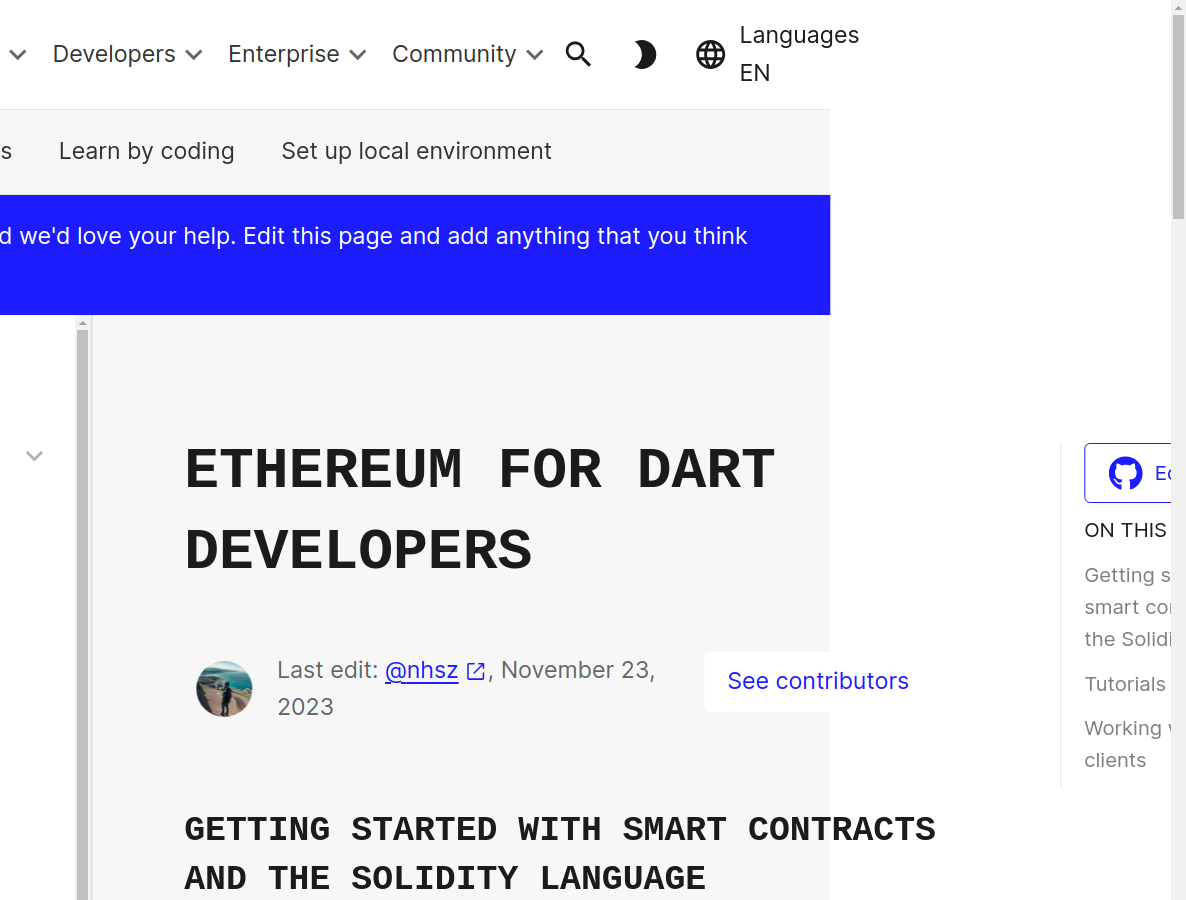 Developers Enterprise Community Languages
EN
s Learn by coding Set up local environment
d we'd love your help. Edit this page and add anything that you think
ETHEREUM FOR DART
DEVELOPERS
Last edit: @nhsz, November 23,
2023
See contributors
GETTING STARTED WITH SMART CONTRACTS
AND THE SOLIDITY LANGUAGE
ON THIS
Getting s
smart co
the Solidi
Tutorials
Working
clients